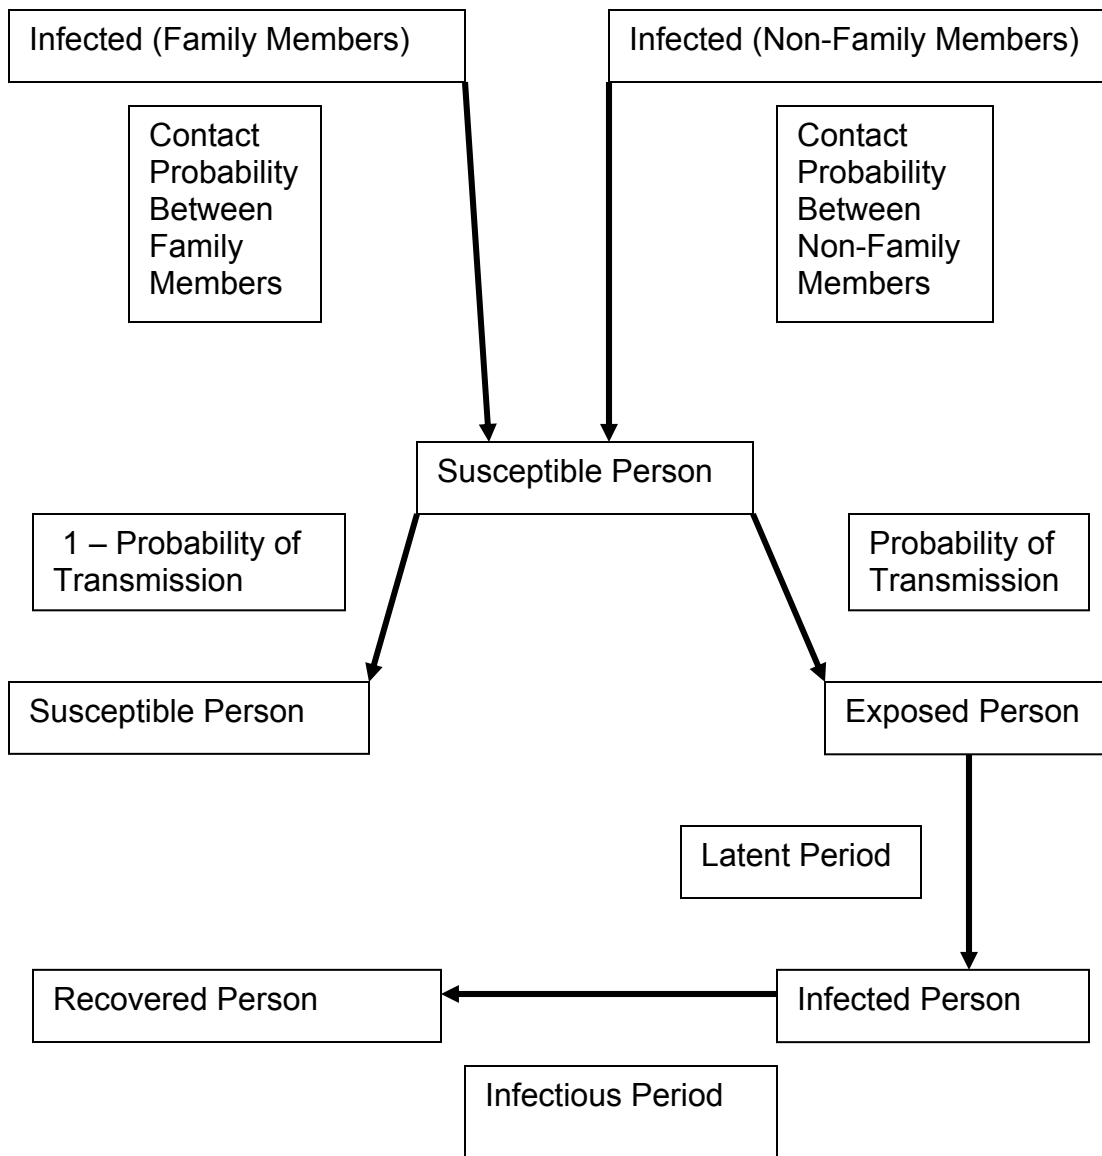 Infected (Family Members)
Infected (Non-Family Members)
Contact
Probability
Between
Family
Members
Contact
Probability
Between
Non-Family
Members
Susceptible Person
1 – Probability of
Transmission
Probability of
Transmission
Susceptible Person
Exposed Person
Latent Period
Recovered Person
Infected Person
Infectious Period